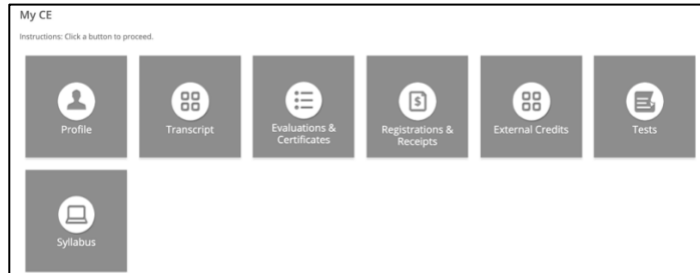 My CE
Instructions: Click a button to proceed.
Profile
Transcript
Evaluations &
Certificates
Registrations &
Receipts
External Credits
Tests
Syllabus